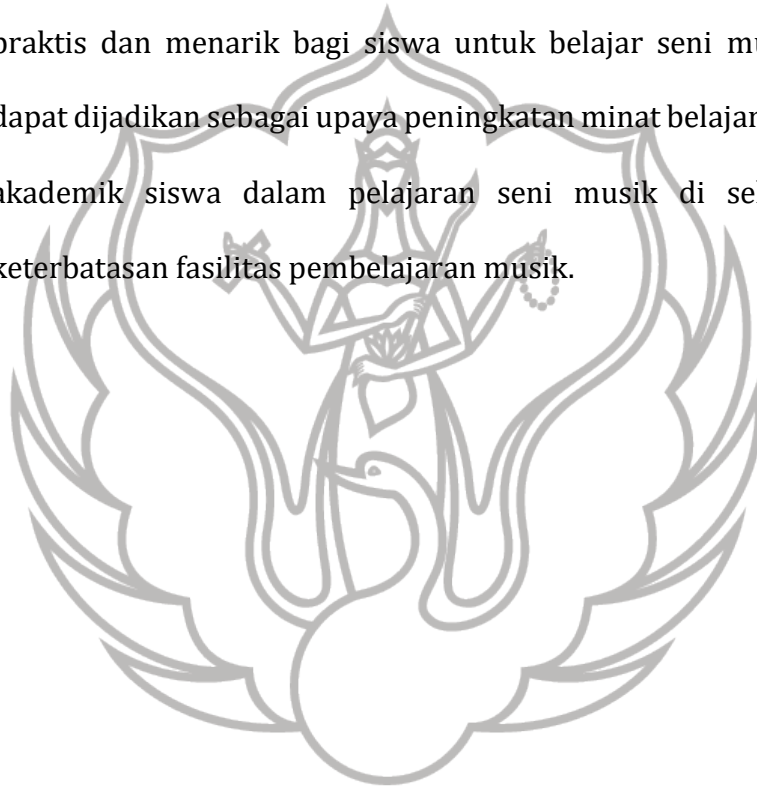 praktis dan menarik bagi siswa untuk belajar seni mu
dapat dijadikan sebagai upaya peningkatan minat belajar
akademik siswa dalam pelajaran seni musik di se
keterbatasan fasilitas pembelajaran musik.